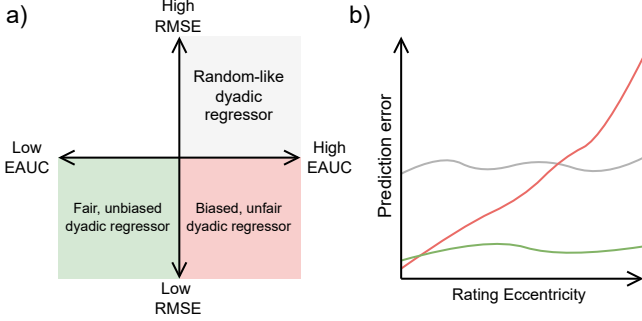 a)
High
RMSE
Random-like
dyadic
regressor
Low
EAUC
High
EAUC
Fair, unbiased
dyadic regressor
Biased, unfair
dyadic regressor
Low
RMSE
b)
Prediction error
Rating Eccentricity